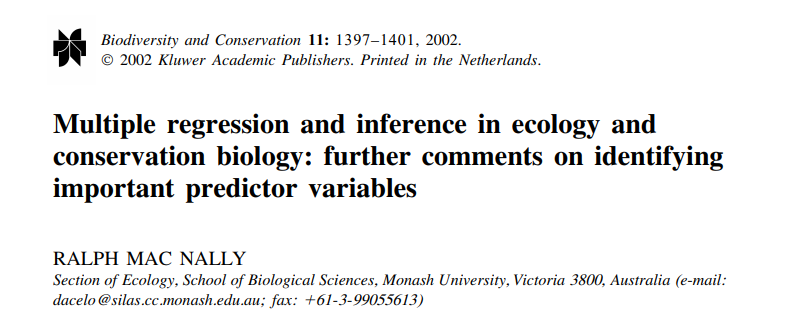 Biodiversity and Conservation 11: 1397–1401, 2002.
© 2002 Kluwer Academic Publishers. Printed in the Netherlands.
Multiple regression and inference in ecology and
conservation biology: further comments on identifying
important predictor variables
RALPH MAC NALLY
Section of Ecology, School of Biological Sciences, Monash University, Victoria 3800, Australia (e-mail:
dacelo@silas.cc.monash.edu.au; fax: +61-3-99055613)